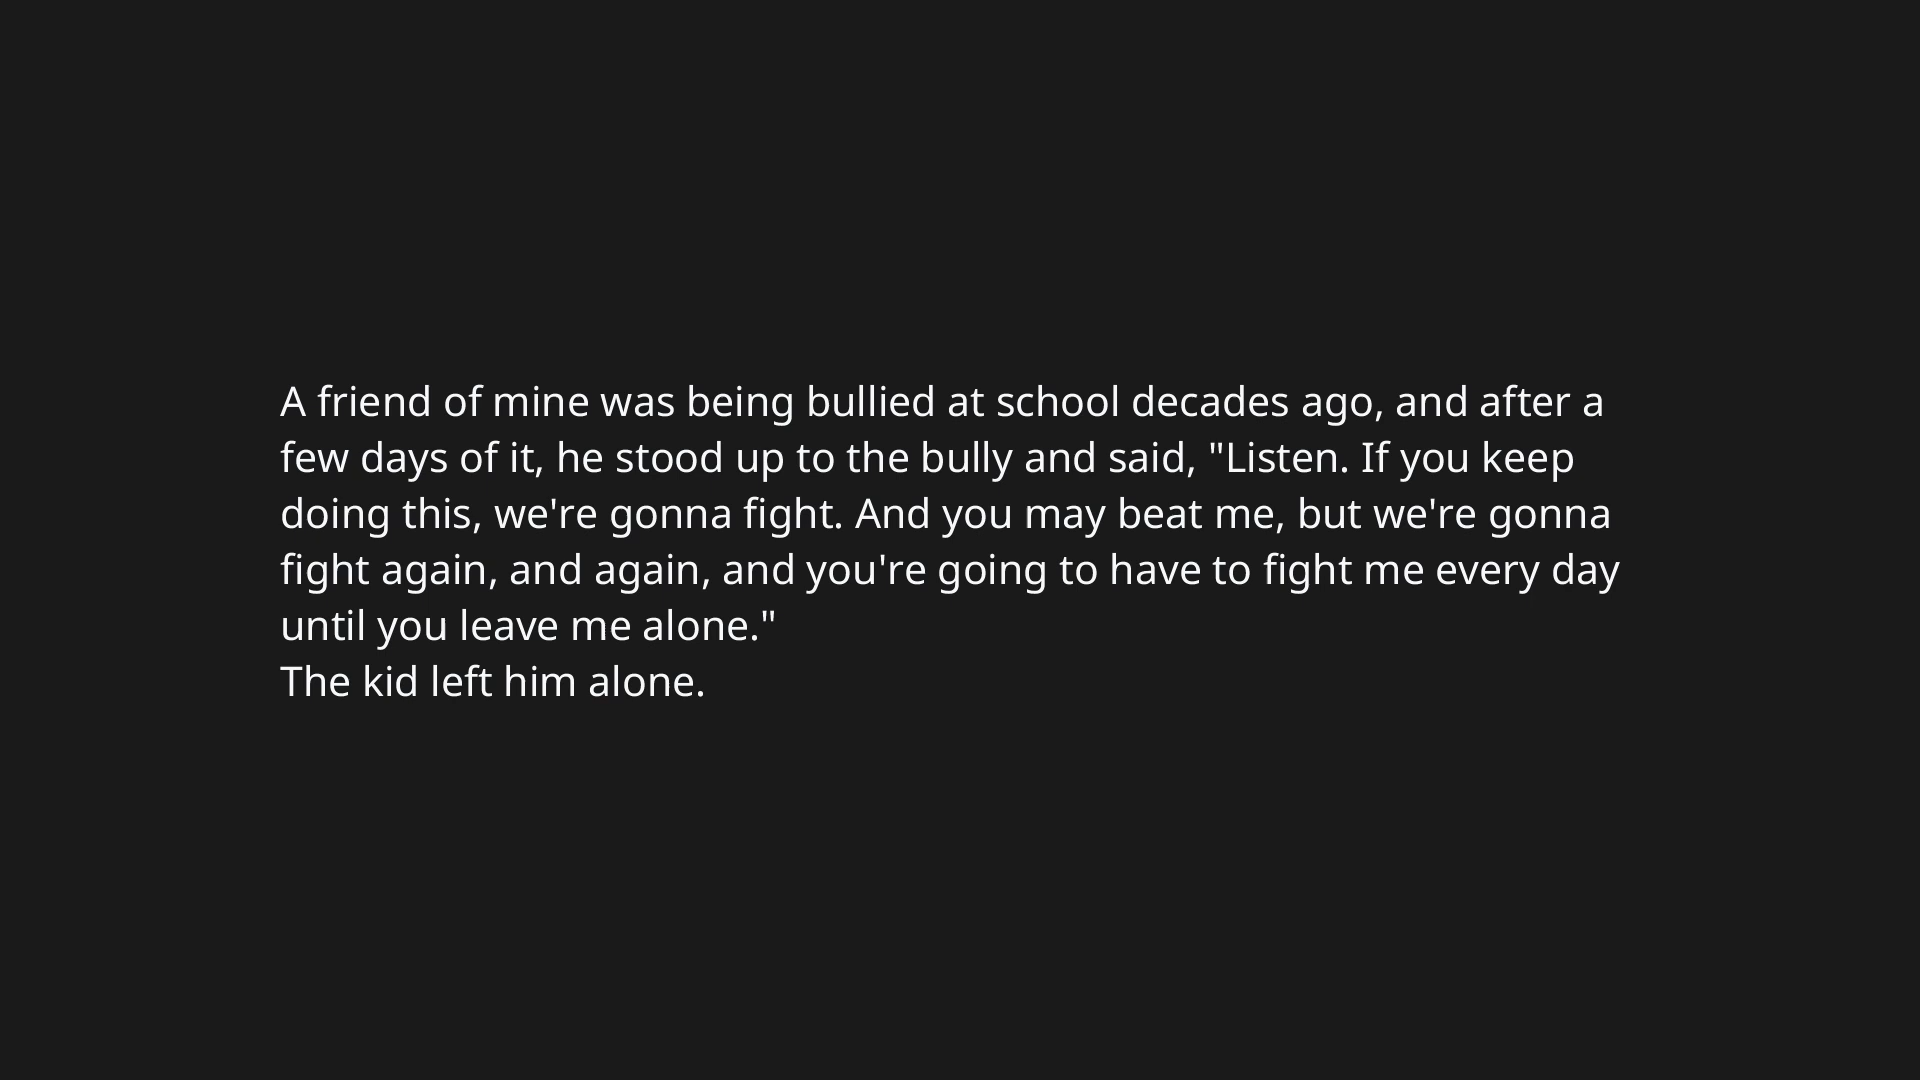 A friend of mine was being bullied at school decades ago, and after a
few days of it, he stood up to the bully and said, "Listen. If you keep
doing this, we're gonna fight. And you may beat me, but we're gonna
fight again, and again, and you're going to have to fight me every day
until you leave me alone."
The kid left him alone.